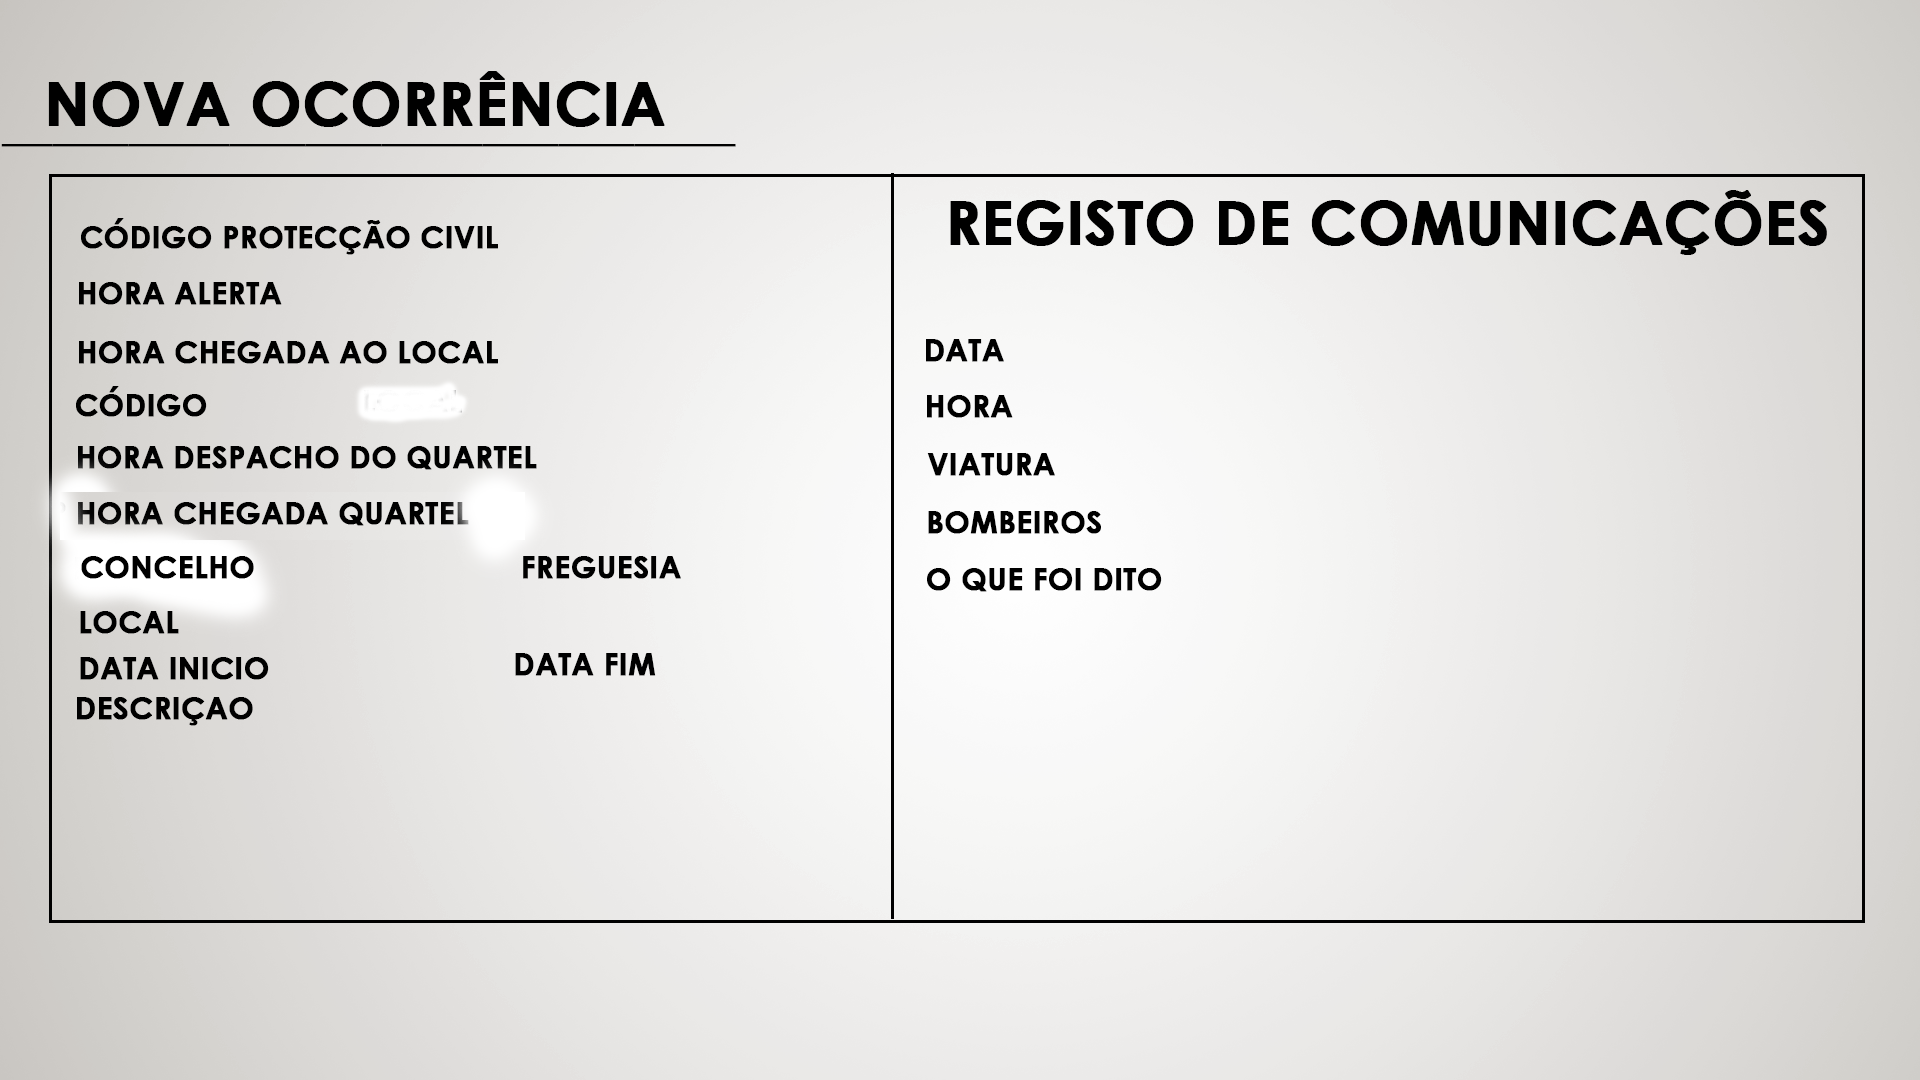 NOVA OCORRÊNCIA
CÓDIGO PROTECÇÃO CIVIL
HORA ALERTA
HORA CHEGADA AO LOCAL
CÓDIGO
HORA DESPACHO DO QUARTEL
HORA CHEGADA QUARTEL
CONCELHO FREGUESIA
LOCAL
DATA INICIO DATA FIM
DESCRIÇAO
REGISTO DE COMUNICAÇÕES
DATA
HORA
VIATURA
BOMBEIROS
O QUE FOI DITO